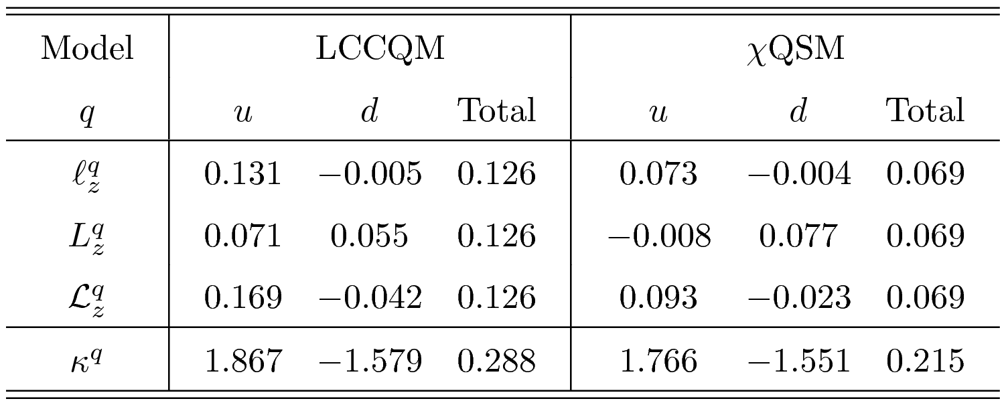 Model LCCQM χQSM
q u d Total u d Total
ℓ_z^q 0.131 −0.005 0.126 0.073 −0.004 0.069
L_z^q 0.071 0.055 0.126 −0.008 0.077 0.069
ℒ_z^q 0.169 −0.042 0.126 0.093 −0.023 0.069
κ^q 1.867 −1.579 0.288 1.766 −1.551 0.215